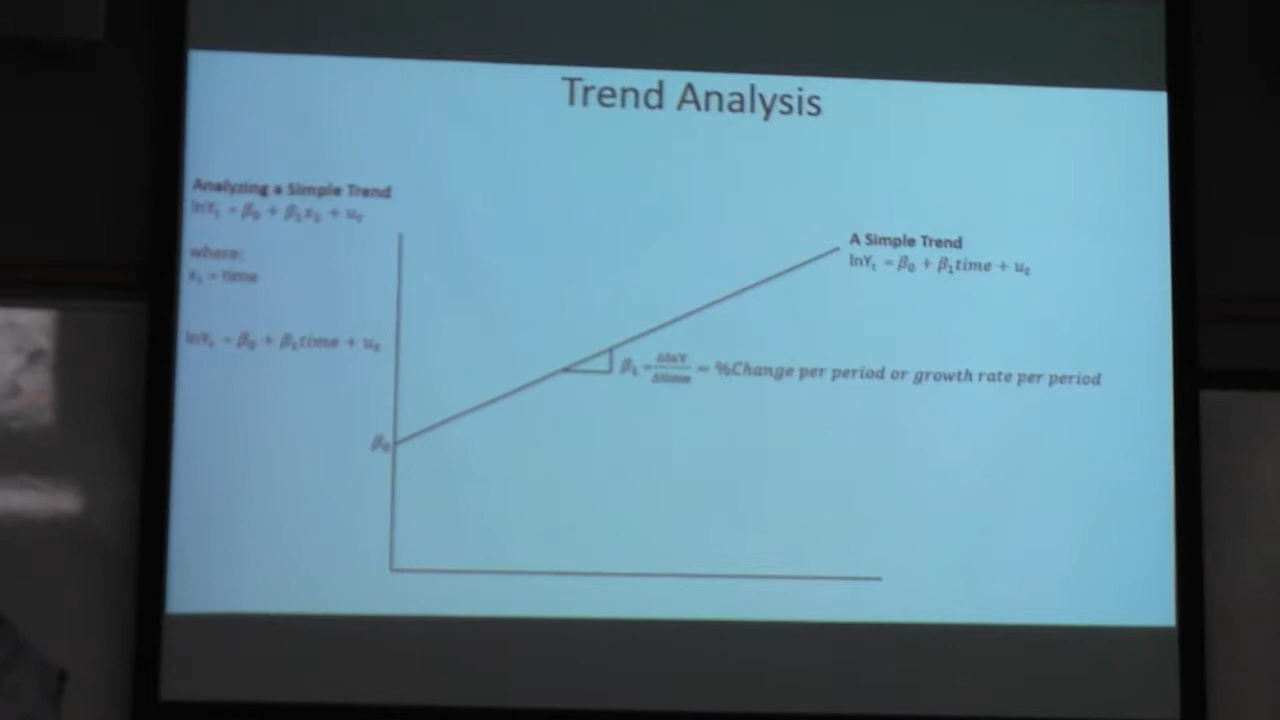 Trend Analysis
Analyzing a Simple Trend
lnYₜ = β₀ + β₁x₁ + uₜ
where:
x₁ = time
lnYₜ = β₀ + β₁time + uₜ
A Simple Trend
lnYₜ = β₀ + β₁time + uₜ
β₁ = ΔlnY/Δtime = %Change per period or growth rate per period
β₀